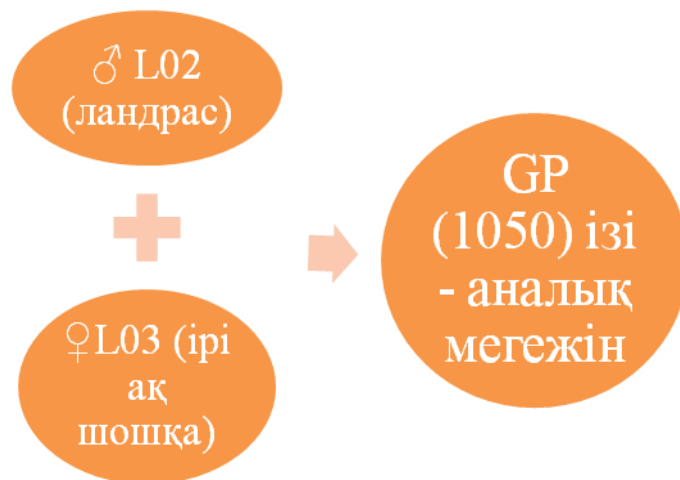 ♂ L02
(ландрас)
♀L03 (ірі
ақ
шошқа)
GP
(1050) ізі
- аналық
мегежін